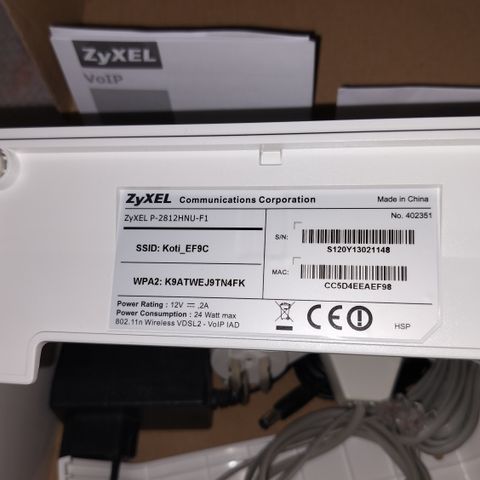 ZyXEL
VoIP
ZyXEL Communications Corporation
Made in China
ZyXEL P-2812HNU-F1
No. 402351
SSID: Koti_EF9C
S/N:
S120Y13021148
WPA2: K9ATWEJ9TN4FK
MAC:
CC5D4EEAEF98
Power Rating : 12V ⎓ ,2A
Power Consumption : 24 Watt max
802.11n Wireless VDSL2 - VoIP IAD
CE
HSP